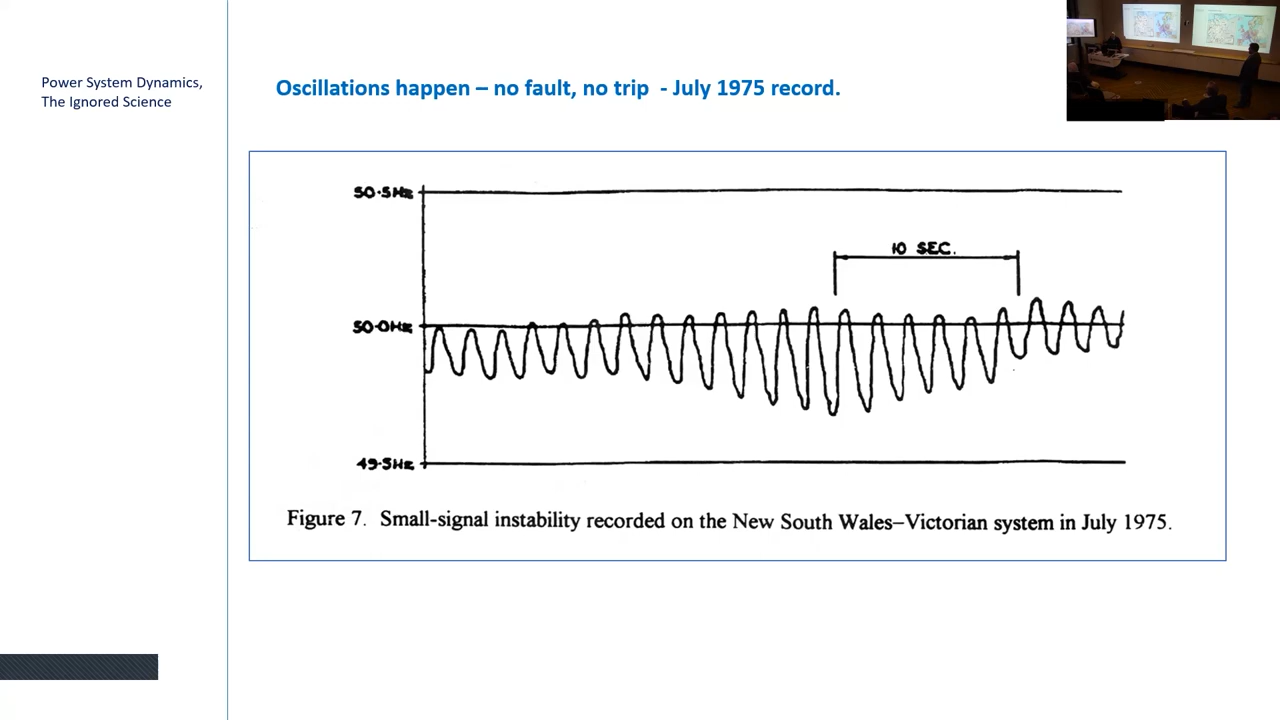 Power System Dynamics,
The Ignored Science
Oscillations happen – no fault, no trip - July 1975 record.
50·5HZ
10 SEC.
50·0HZ
49·5HZ
Figure 7. Small-signal instability recorded on the New South Wales–Victorian system in July 1975.